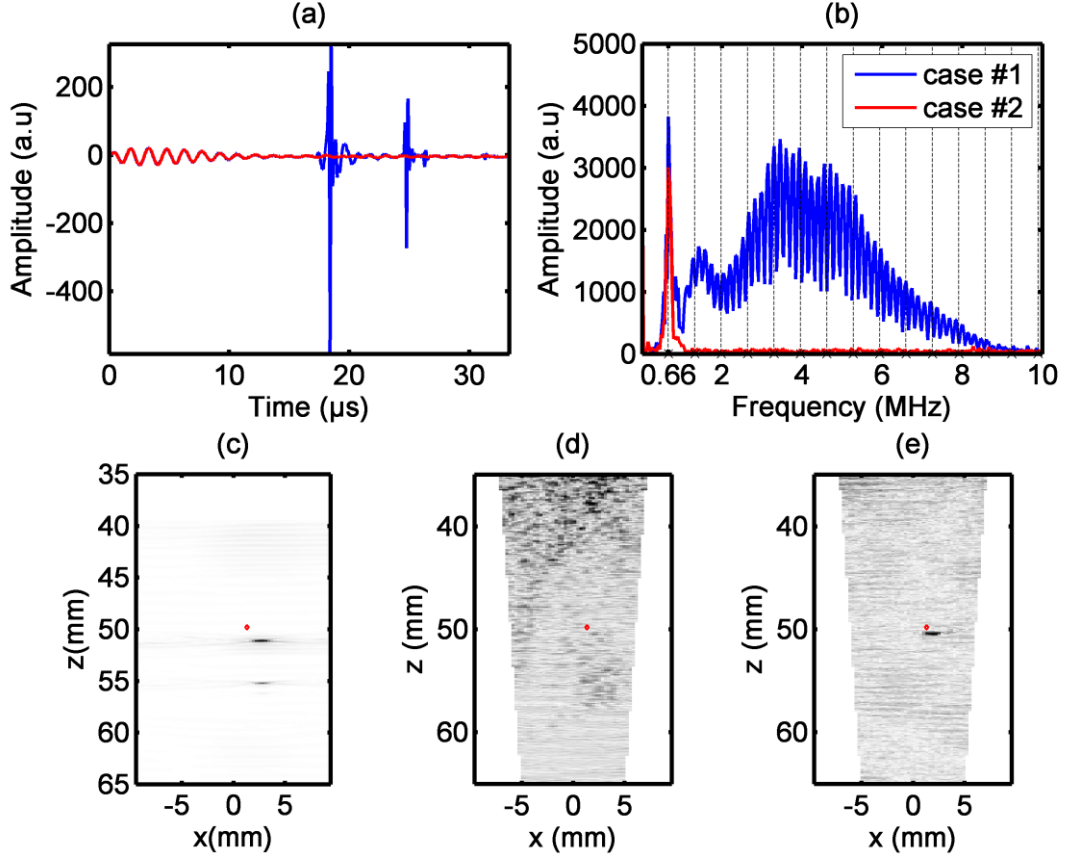 (a)
Amplitude (a.u)
200
0
-200
-400
0 10 20 30
Time (µs)
(b)
Amplitude (a.u)
5000
4000
3000
2000
1000
0
0.66 2 4 6 8 10
Frequency (MHz)
case #1
case #2
(c)
z(mm)
35
40
45
50
55
60
65
-5 0 5
x(mm)
(d)
z (mm)
40
50
60
-5 0 5
x (mm)
(e)
z (mm)
40
50
60
-5 0 5
x (mm)